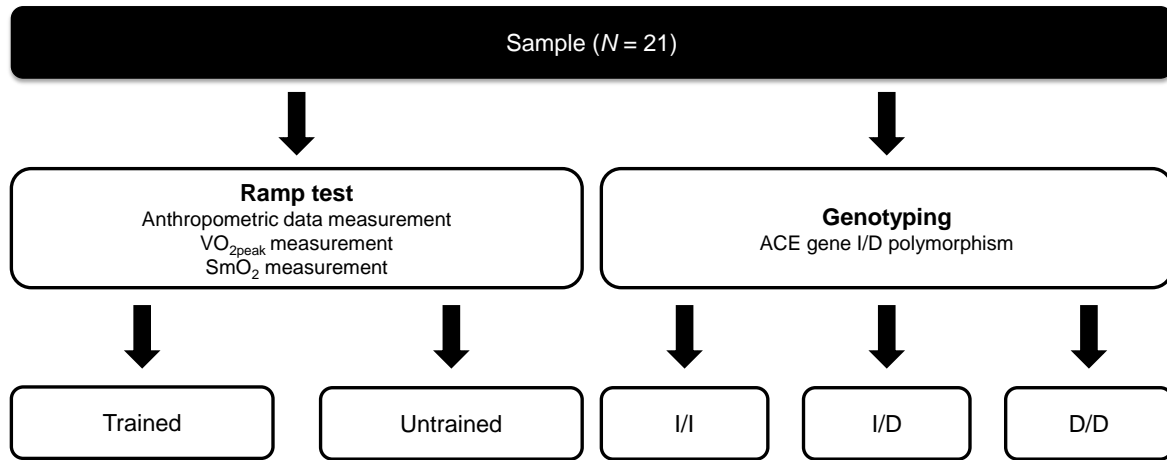 Sample (N = 21)
Ramp test
Anthropometric data measurement
VO2peak measurement
SmO2 measurement
Genotyping
ACE gene I/D polymorphism
Trained
Untrained
I/I
I/D
D/D